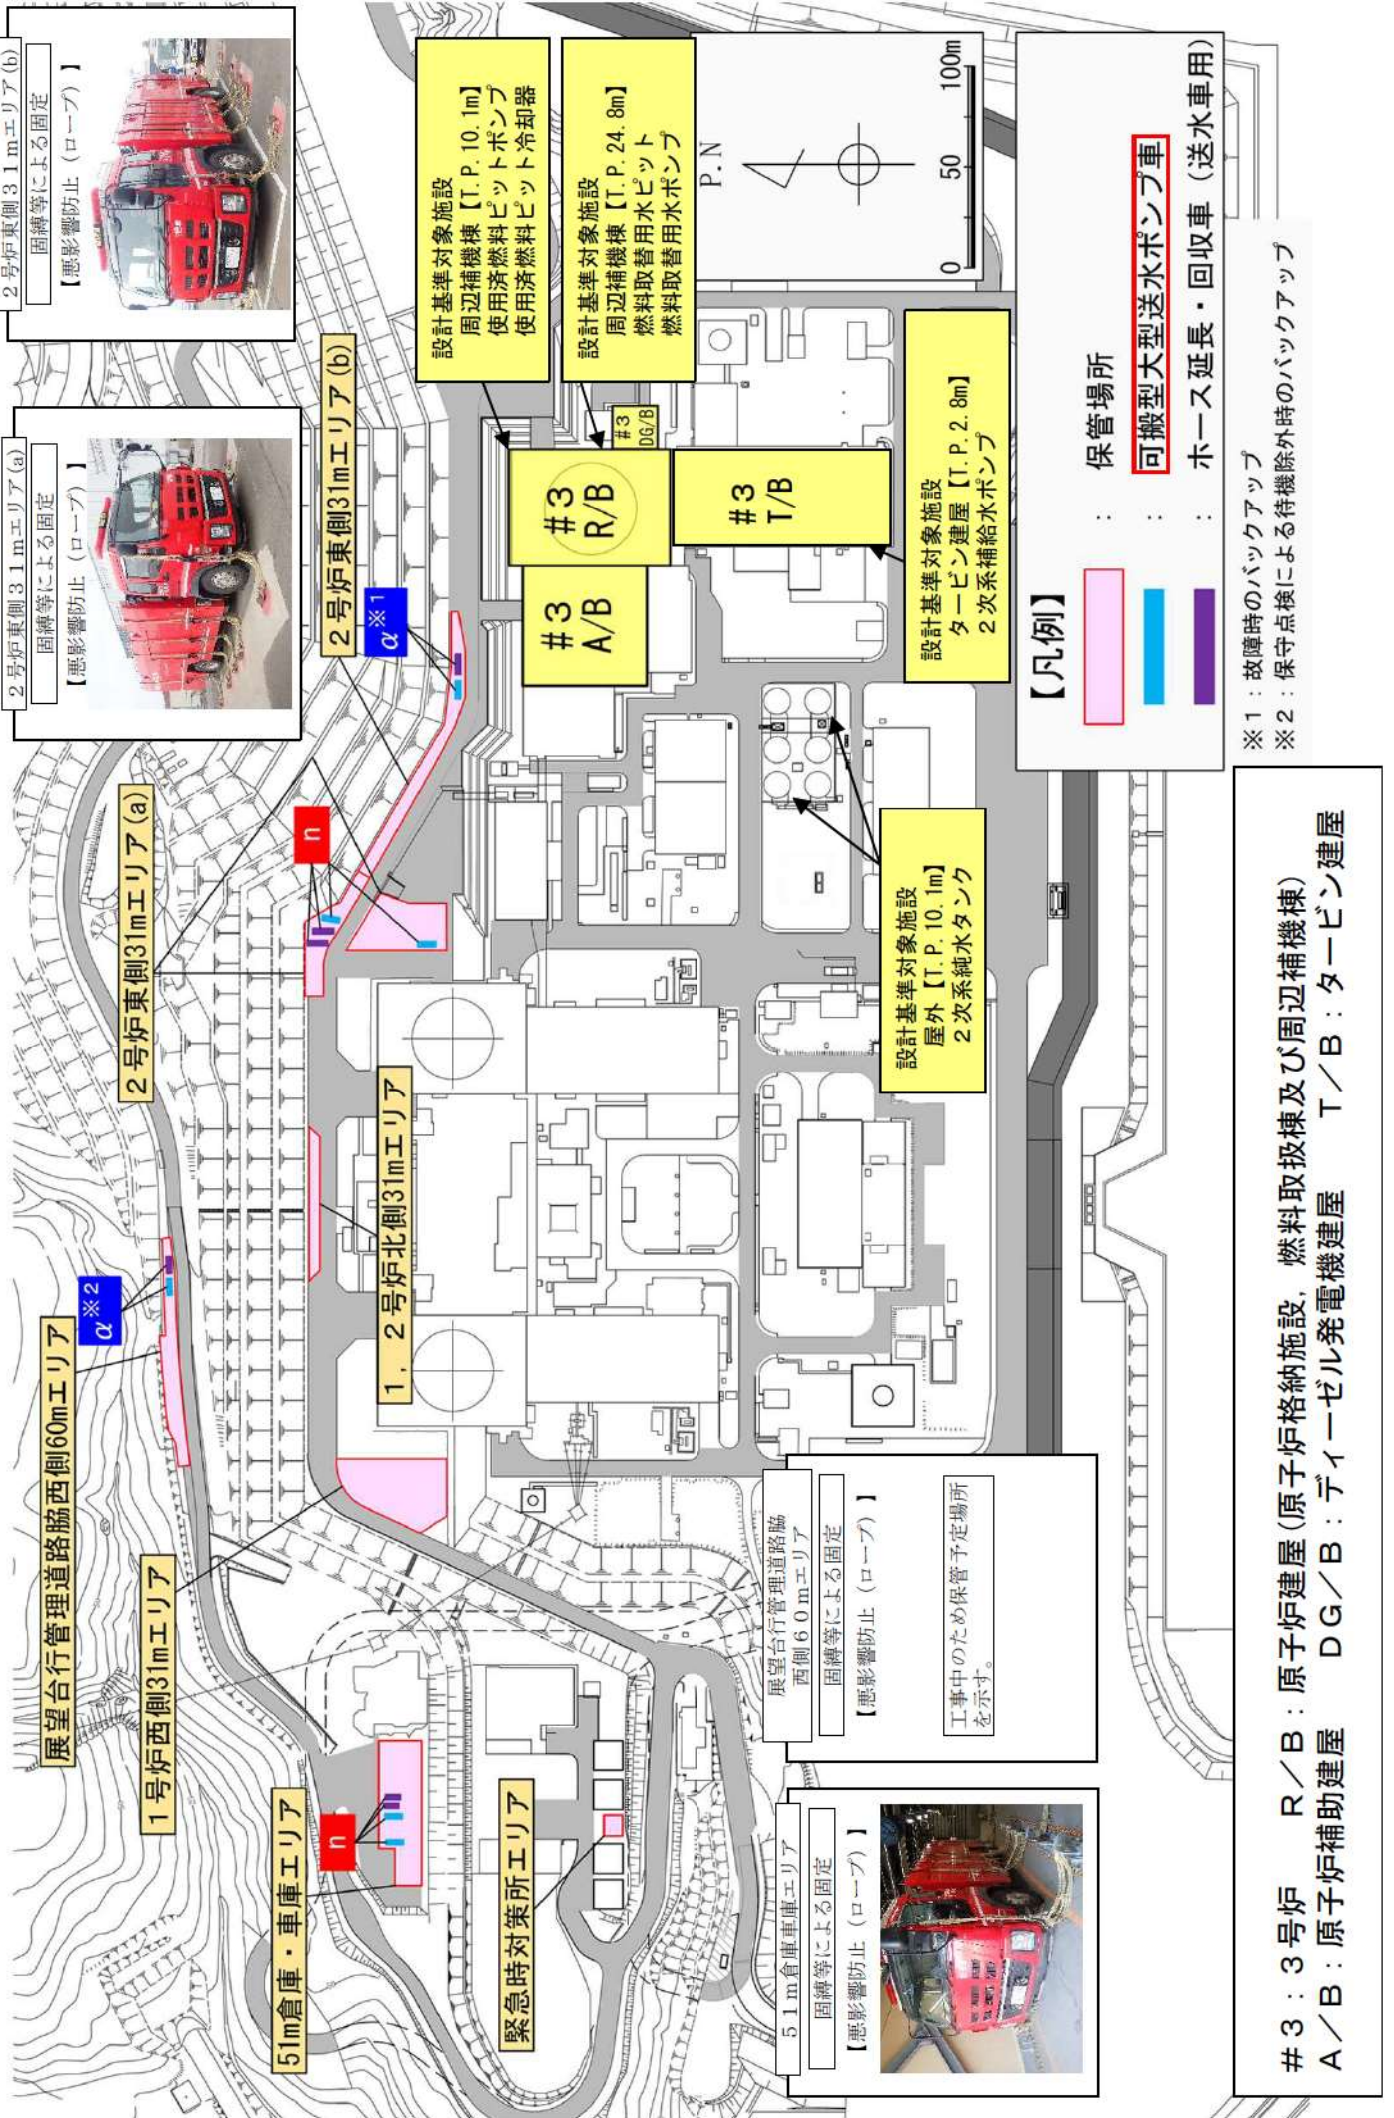 展望台行管理道路脇西側60mエリア
α※2
1号炉西側31mエリア
2号炉東側31mエリア(a)
2号炉東側31mエリア(a)
固縛等による固定
【悪影響防止（ロープ）】
2号炉東側31mエリア(b)
固縛等による固定
【悪影響防止（ロープ）】
51m倉庫・車庫エリア
n
n
1，2号炉北側31mエリア
2号炉東側31mエリア(b)
α※1
緊急時対策所エリア
設計基準対象施設
周辺補機棟【T.P.10.1m】
使用済燃料ピットポンプ
使用済燃料ピット冷却器
設計基準対象施設
周辺補機棟【T.P.24.8m】
燃料取替用水ピット
燃料取替用水ポンプ
#3
A/B
#3
R/B
#3
DG/B
#3
T/B
P.N
0
50
100m
設計基準対象施設
タービン建屋【T.P.2.8m】
2次系補給水ポンプ
設計基準対象施設
屋外【T.P.10.1m】
2次系純水タンク
51m倉庫車庫エリア
固縛等による固定
【悪影響防止（ロープ）】
展望台行管理道路脇
西側60mエリア
固縛等による固定
【悪影響防止（ロープ）】
工事中のため保管予定場所
を示す。
【凡例】
：保管場所
：可搬型大型送水ポンプ車
：ホース延長・回収車（送水車用）
※1：故障時のバックアップ
※2：保守点検による待機除外時のバックアップ
#3：3号炉　R/B：原子炉建屋(原子炉格納施設，燃料取扱棟及び周辺補機棟)
A/B：原子炉補助建屋　DG/B：ディーゼル発電機建屋　T/B：タービン建屋